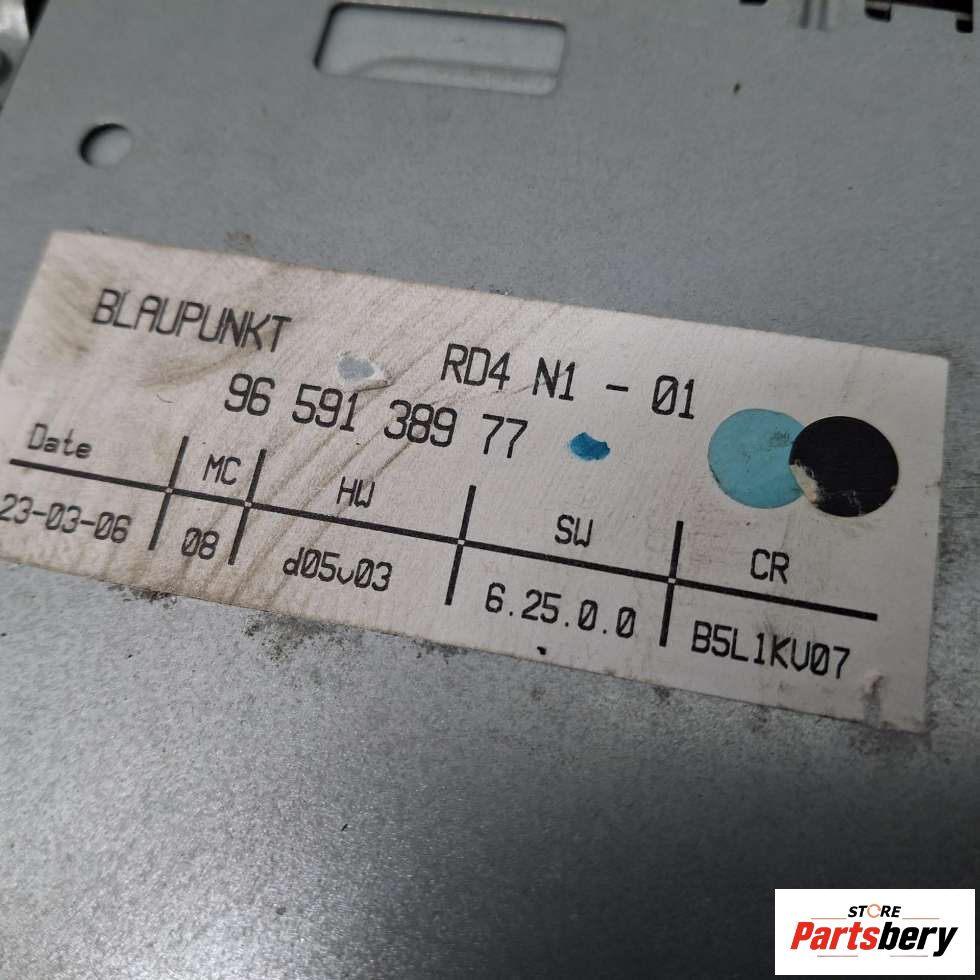 BLAUPUNKT RD4 N1 - 01
96 591 389 77
Date MC HW SW CR
23-03-06 08 d05v03 6.25.0.0 B5L1KV07
STORE
Partsbery